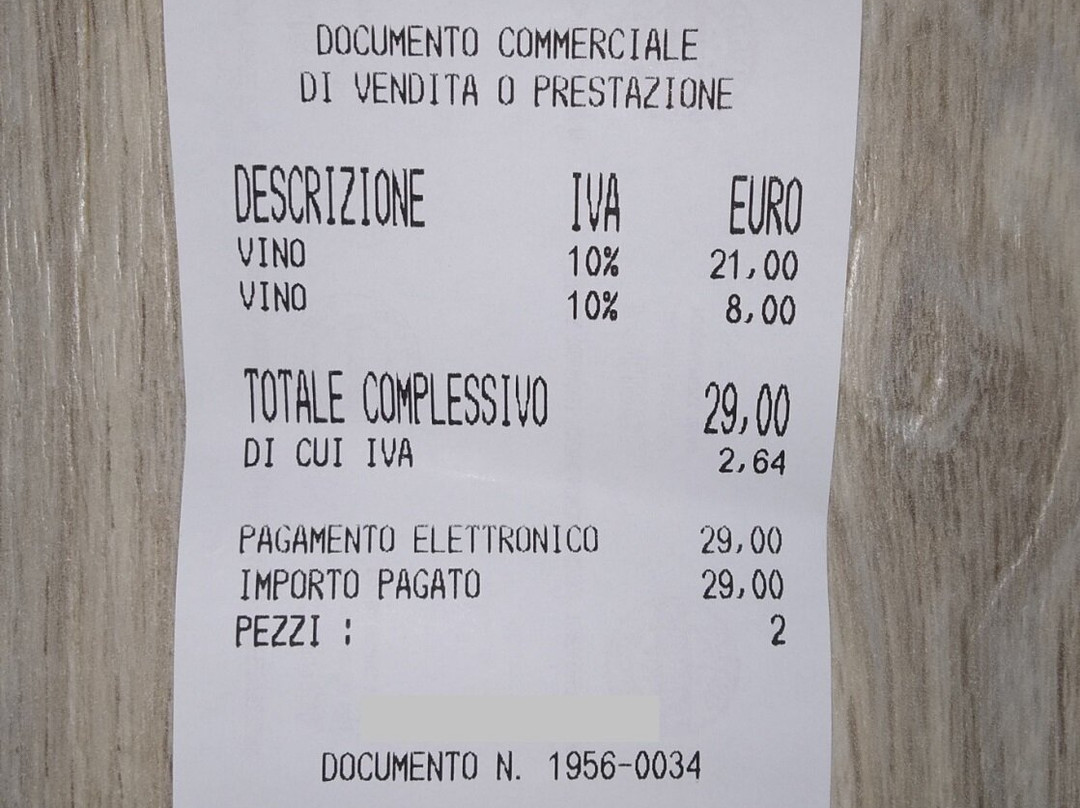 DOCUMENTO COMMERCIALE
DI VENDITA O PRESTAZIONE
DESCRIZIONE IVA EURO
VINO 10% 21,00
VINO 10% 8,00
TOTALE COMPLESSIVO 29,00
DI CUI IVA 2,64
PAGAMENTO ELETTRONICO 29,00
IMPORTO PAGATO 29,00
PEZZI : 2
DOCUMENTO N. 1956-0034